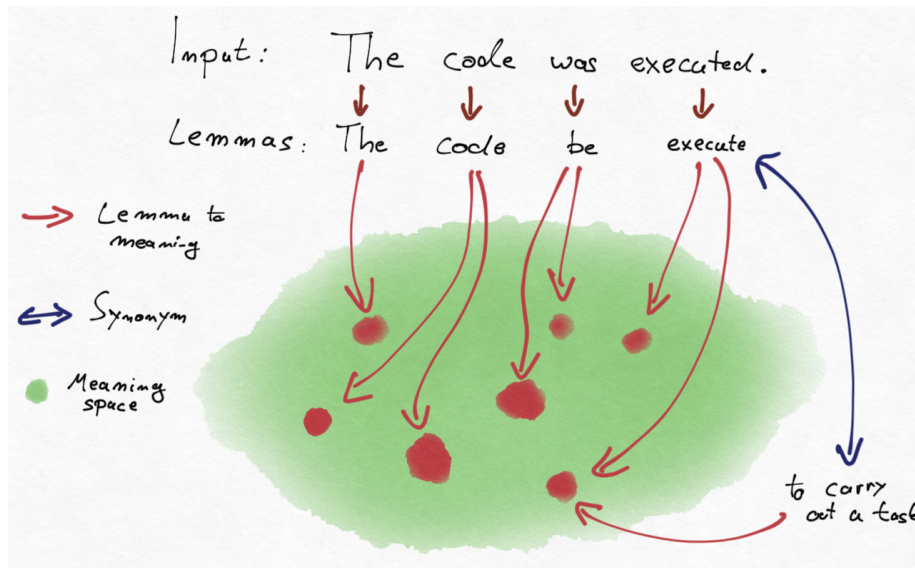 Input: The code was executed.
Lemmas: The code be execute
Lemma to
meaning
Synonym
Meaning
space
to carry
out a task